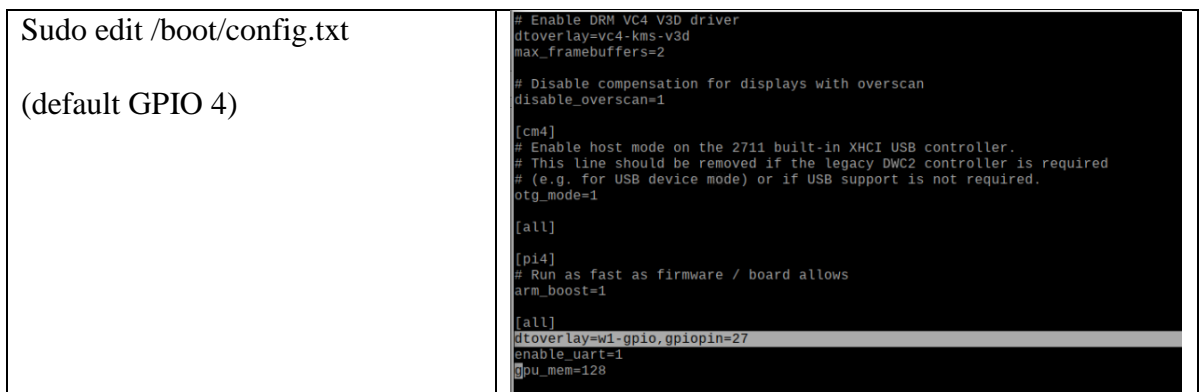 Sudo edit /boot/config.txt
(default GPIO 4)
# Enable DRM VC4 V3D driver
dtoverlay=vc4-kms-v3d
max_framebuffers=2
# Disable compensation for displays with overscan
disable_overscan=1
[cm4]
# Enable host mode on the 2711 built-in XHCI USB controller.
# This line should be removed if the legacy DWC2 controller is required
# (e.g. for USB device mode) or if USB support is not required.
otg_mode=1
[all]
[pi4]
# Run as fast as firmware / board allows
arm_boost=1
[all]
dtoverlay=w1-gpio,gpiopin=27
enable_uart=1
gpu_mem=128